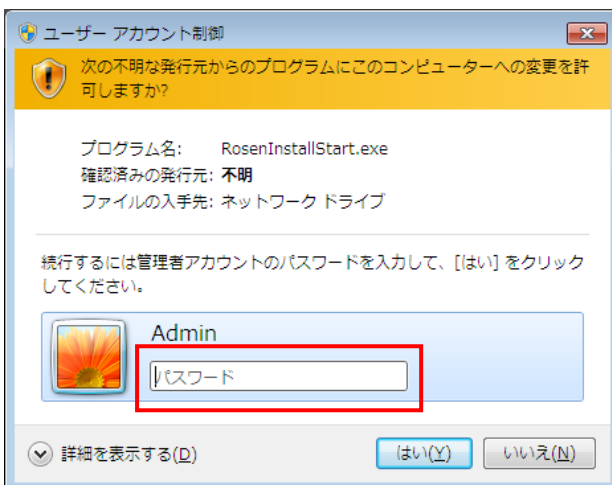 ユーザー アカウント制御
次の不明な発行元からのプログラムにこのコンピューターへの変更を許
可しますか?
プログラム名: RosenInstallStart.exe
確認済みの発行元: 不明
ファイルの入手先: ネットワーク ドライブ
続行するには管理者アカウントのパスワードを入力して、[はい] をクリック
してください。
Admin
パスワード
詳細を表示する(D)
はい(Y)
いいえ(N)